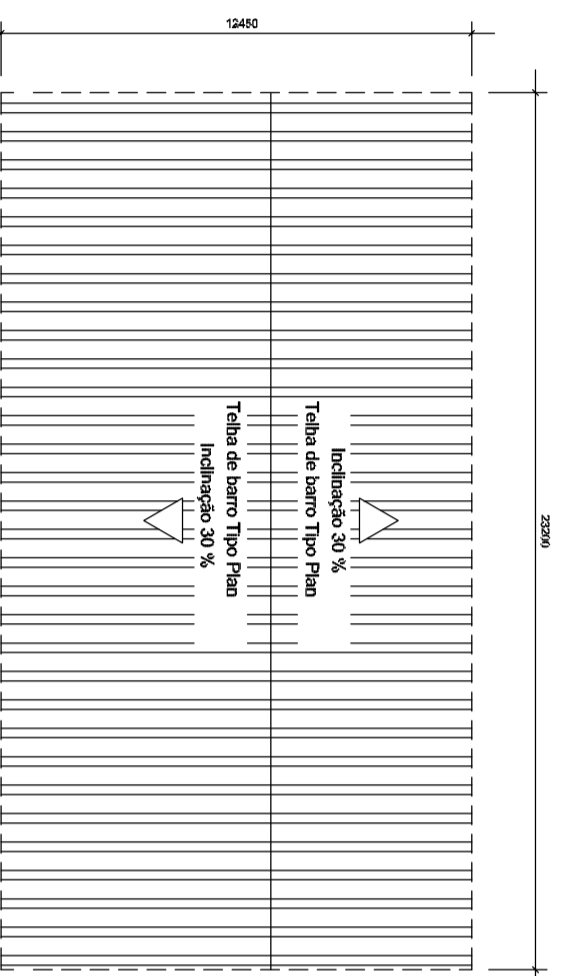 12450
23200
Inclinação 30 %
Telha de barro Tipo Plan
Telha de barro Tipo Plan
Inclinação 30 %